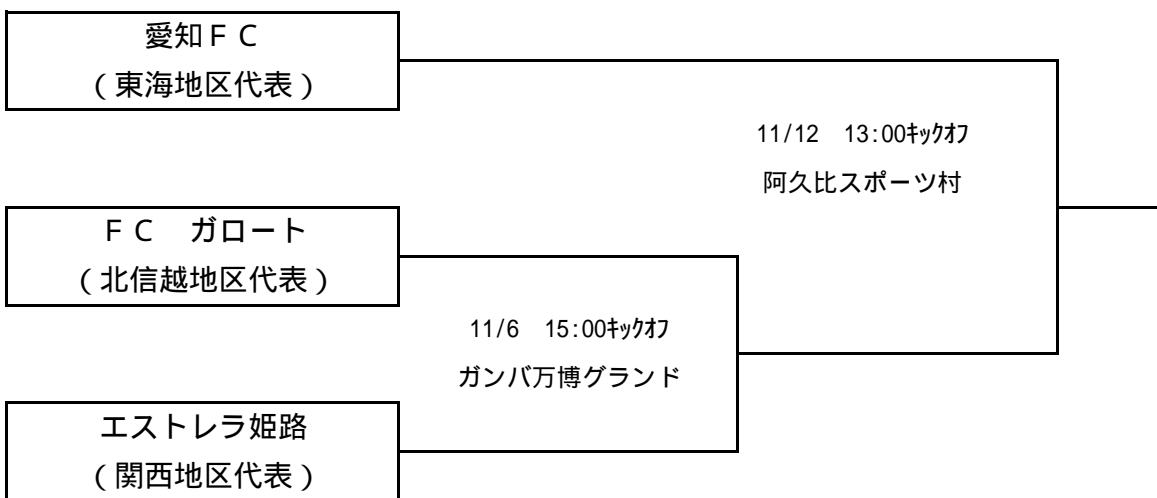 愛知ＦＣ
（東海地区代表）
11/12　13:00ｷｯｸｵﾌ
阿久比スポーツ村
ＦＣ　ガロート
（北信越地区代表）
11/6　15:00ｷｯｸｵﾌ
ガンバ万博グランド
エストレラ姫路
（関西地区代表）